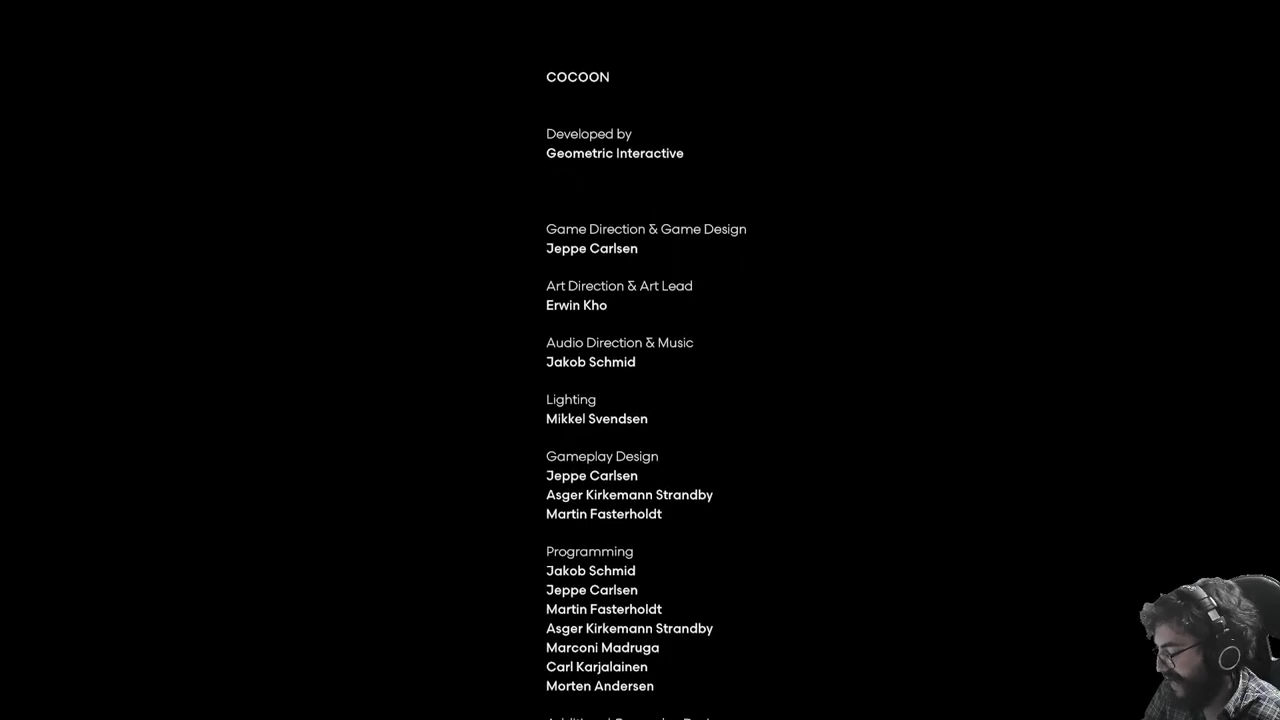 COCOON
Developed by
Geometric Interactive
Game Direction & Game Design
Jeppe Carlsen
Art Direction & Art Lead
Erwin Kho
Audio Direction & Music
Jakob Schmid
Lighting
Mikkel Svendsen
Gameplay Design
Jeppe Carlsen
Asger Kirkemann Strandby
Martin Fasterholdt
Programming
Jakob Schmid
Jeppe Carlsen
Martin Fasterholdt
Asger Kirkemann Strandby
Marconi Madruga
Carl Karjalainen
Morten Andersen